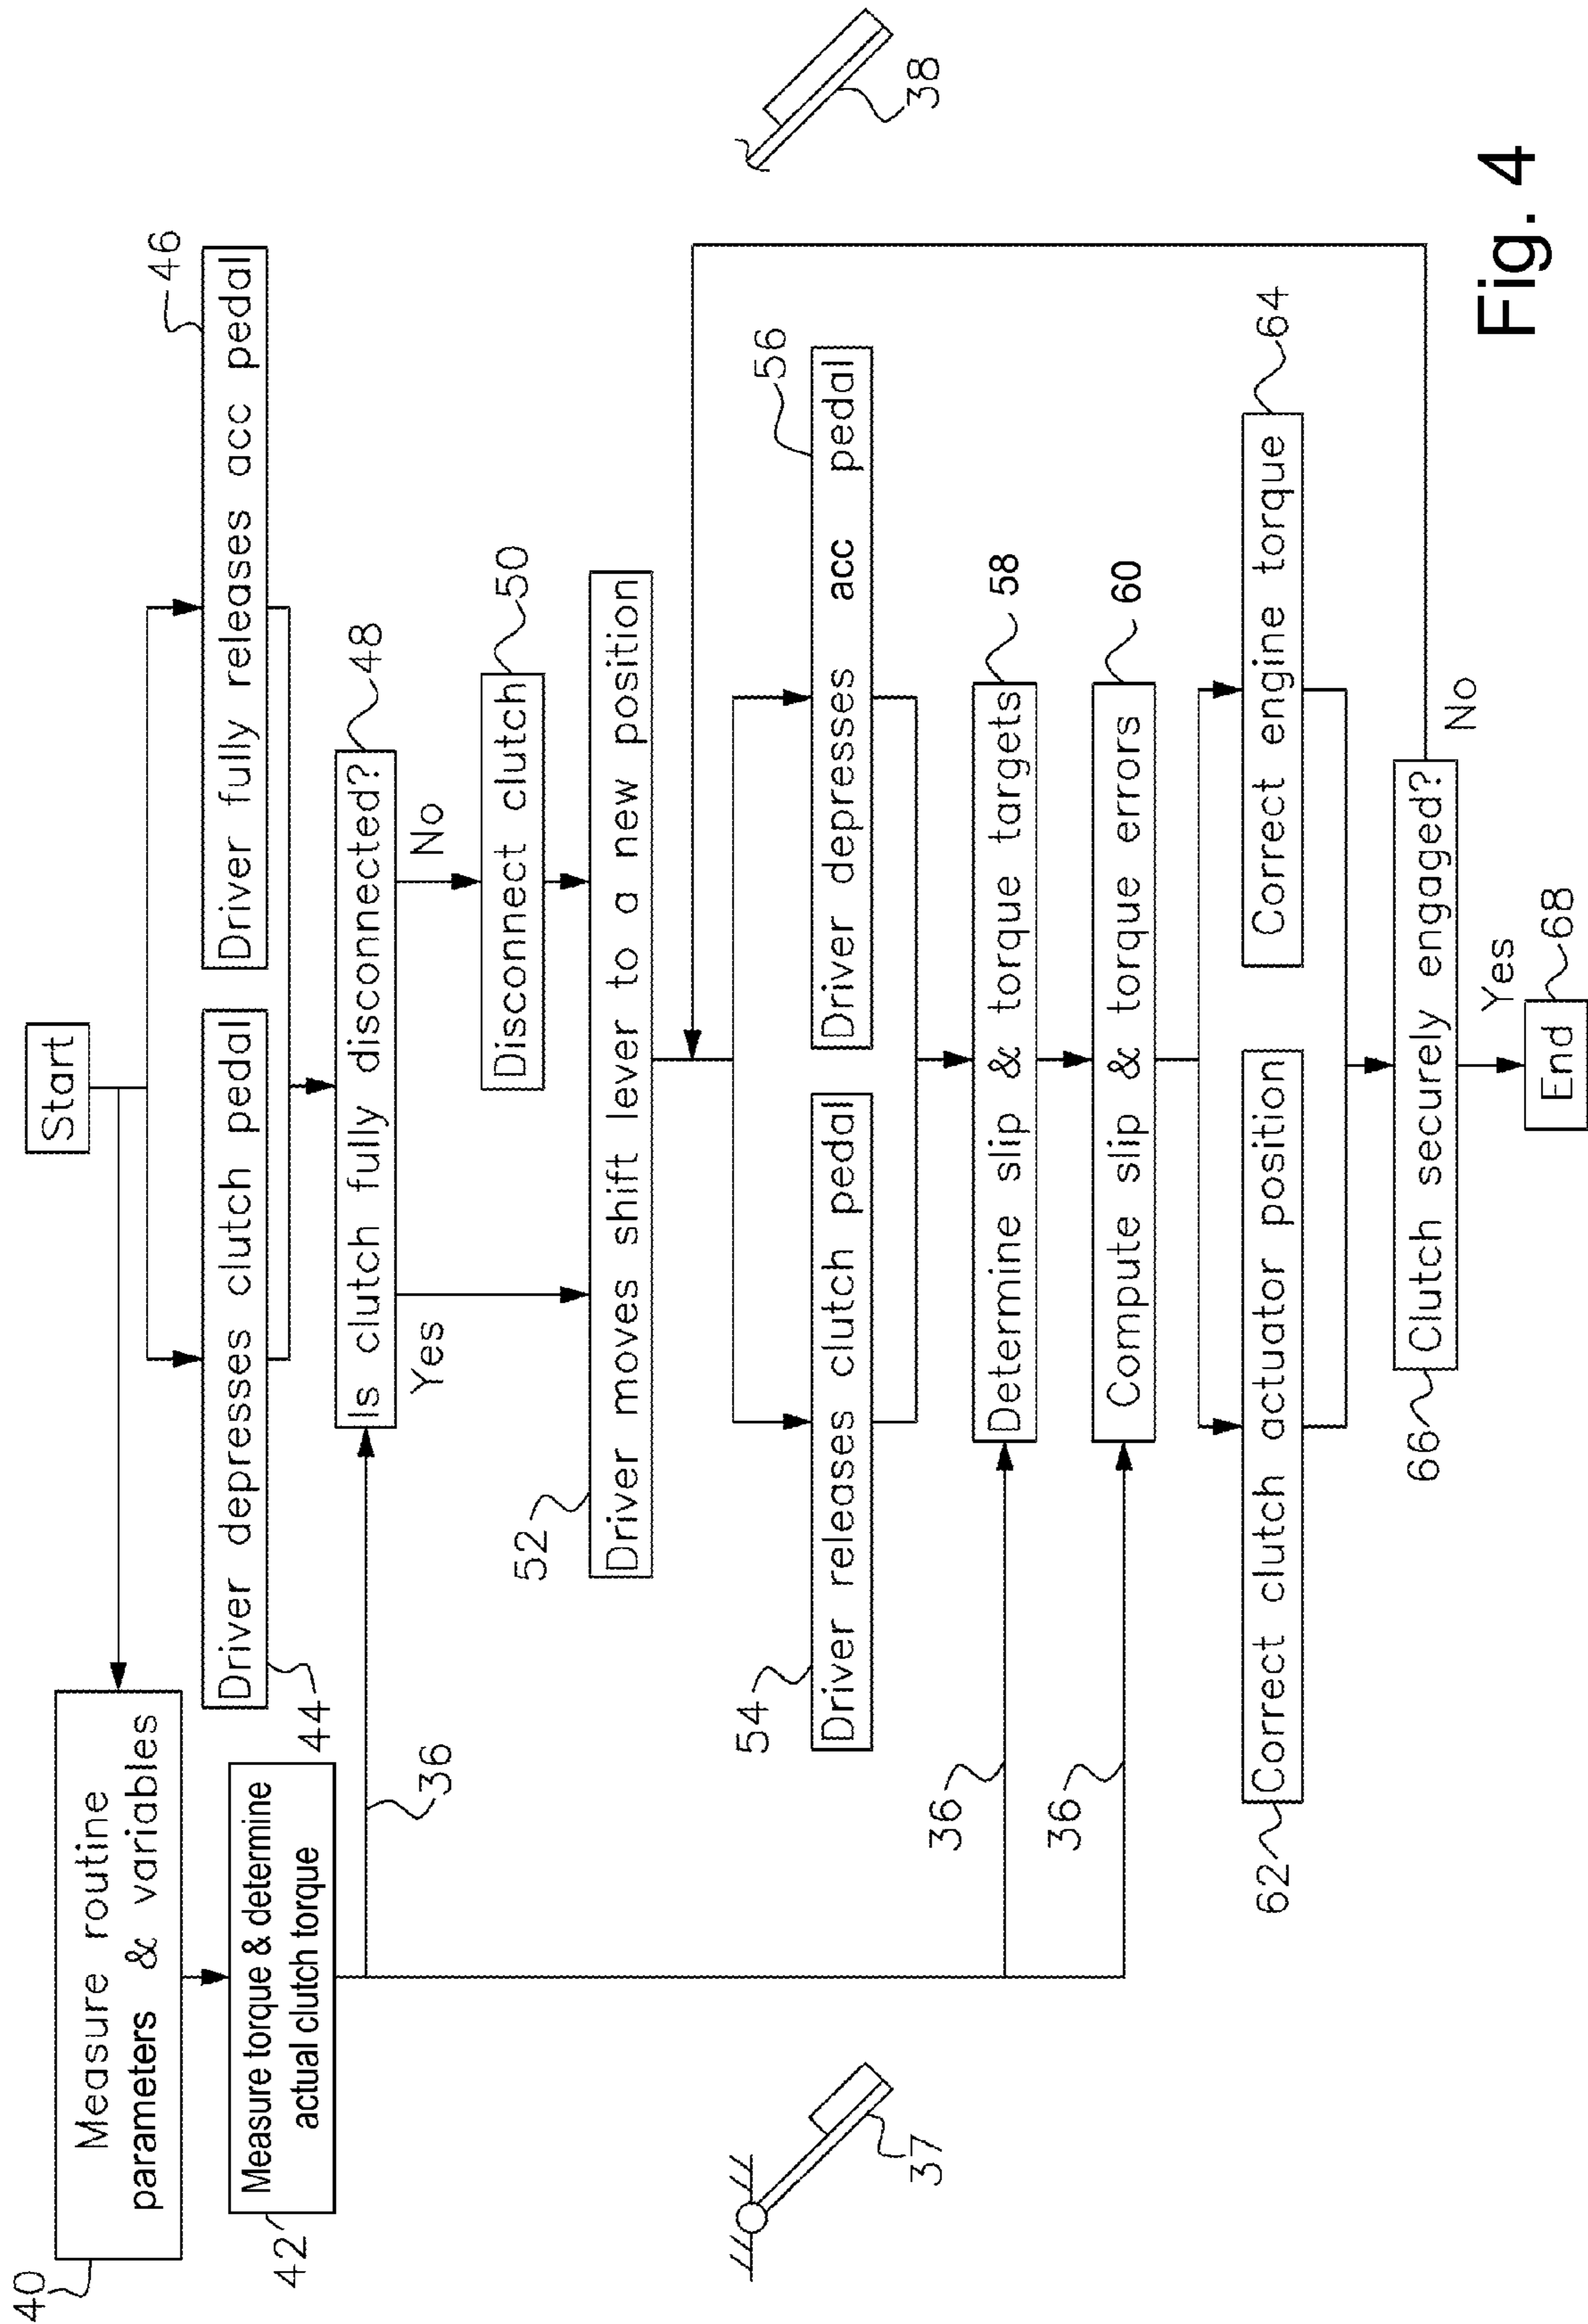 Start
40
Measure routine
parameters & variables
42
Measure torque & determine
actual clutch torque
44
Driver depresses clutch pedal
46
Driver fully releases acc pedal
36
Is clutch fully disconnected?
48
Yes
No
Disconnect clutch
50
52
Driver moves shift lever to a new position
37
38
54
Driver releases clutch pedal
56
Driver depresses acc pedal
36
Determine slip & torque targets
58
36
Compute slip & torque errors
60
62
Correct clutch actuator position
Correct engine torque
64
66
Clutch securely engaged?
No
Yes
End
68
Fig. 4